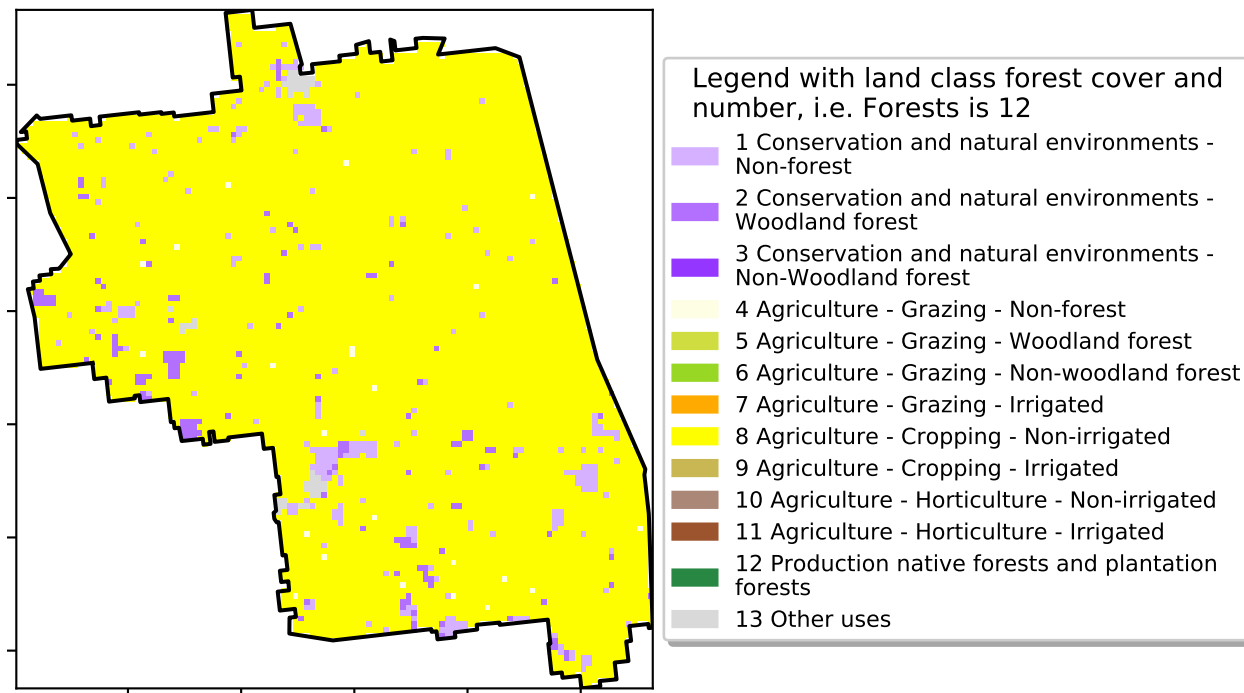 Legend with land class forest cover and
number, i.e. Forests is 12
1 Conservation and natural environments -
Non-forest
2 Conservation and natural environments -
Woodland forest
3 Conservation and natural environments -
Non-Woodland forest
4 Agriculture - Grazing - Non-forest
5 Agriculture - Grazing - Woodland forest
6 Agriculture - Grazing - Non-woodland forest
7 Agriculture - Grazing - Irrigated
8 Agriculture - Cropping - Non-irrigated
9 Agriculture - Cropping - Irrigated
10 Agriculture - Horticulture - Non-irrigated
11 Agriculture - Horticulture - Irrigated
12 Production native forests and plantation
forests
13 Other uses